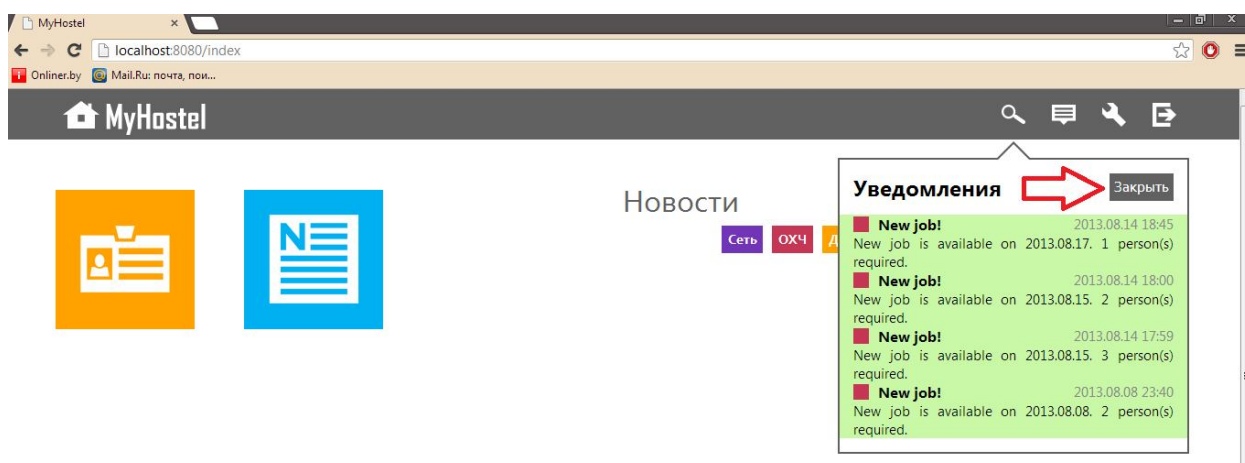 MyHostel
localhost:8080/index
Onliner.by Mail.Ru: почта, пои...
MyHostel
Новости
Сеть ОХЧ Д
Уведомления Закрыть
New job! 2013.08.14 18:45
New job is available on 2013.08.17. 1 person(s)
required.
New job! 2013.08.14 18:00
New job is available on 2013.08.15. 2 person(s)
required.
New job! 2013.08.14 17:59
New job is available on 2013.08.15. 3 person(s)
required.
New job! 2013.08.08 23:40
New job is available on 2013.08.08. 2 person(s)
required.
N